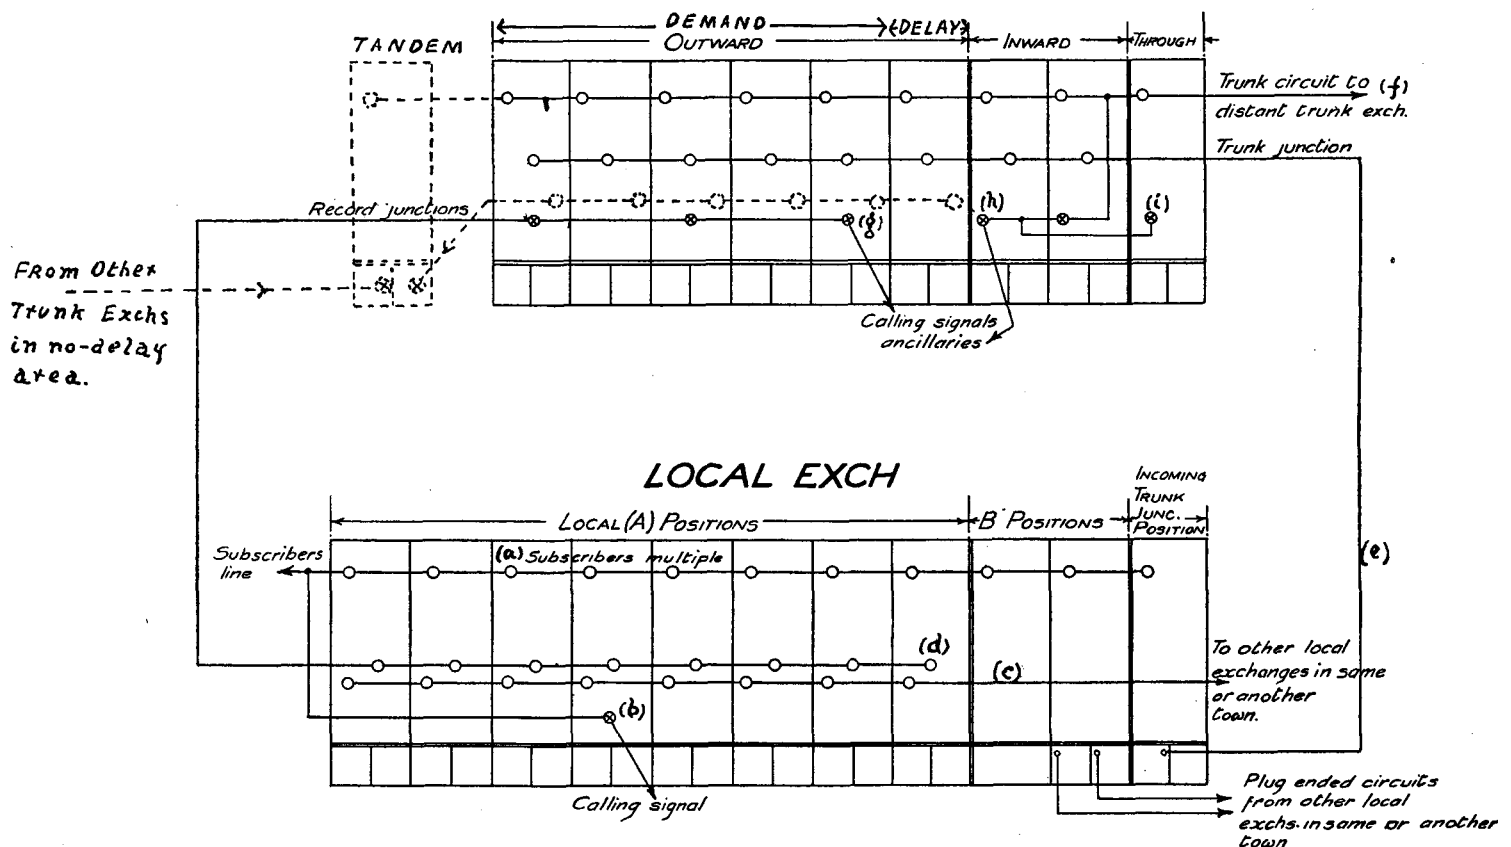 DEMAND
(DELAY)
TANDEM
OUTWARD
INWARD
THROUGH
Trunk circuit to (f)
distant trunk exch.
Trunk junction
Record junctions
(g)
(h)
(i)
From Other
Trunk Exchs
in no-delay
area.
Calling signals
ancillaries
LOCAL EXCH
INCOMING
TRUNK
JUNC.
POSITION
LOCAL (A) POSITIONS
B POSITIONS
Subscribers
line
(a) Subscribers multiple
(e)
(d)
(c)
(b)
To other local
exchanges in same
or another
town.
Calling signal
Plug ended circuits
from other local
exchs. in same or another
town